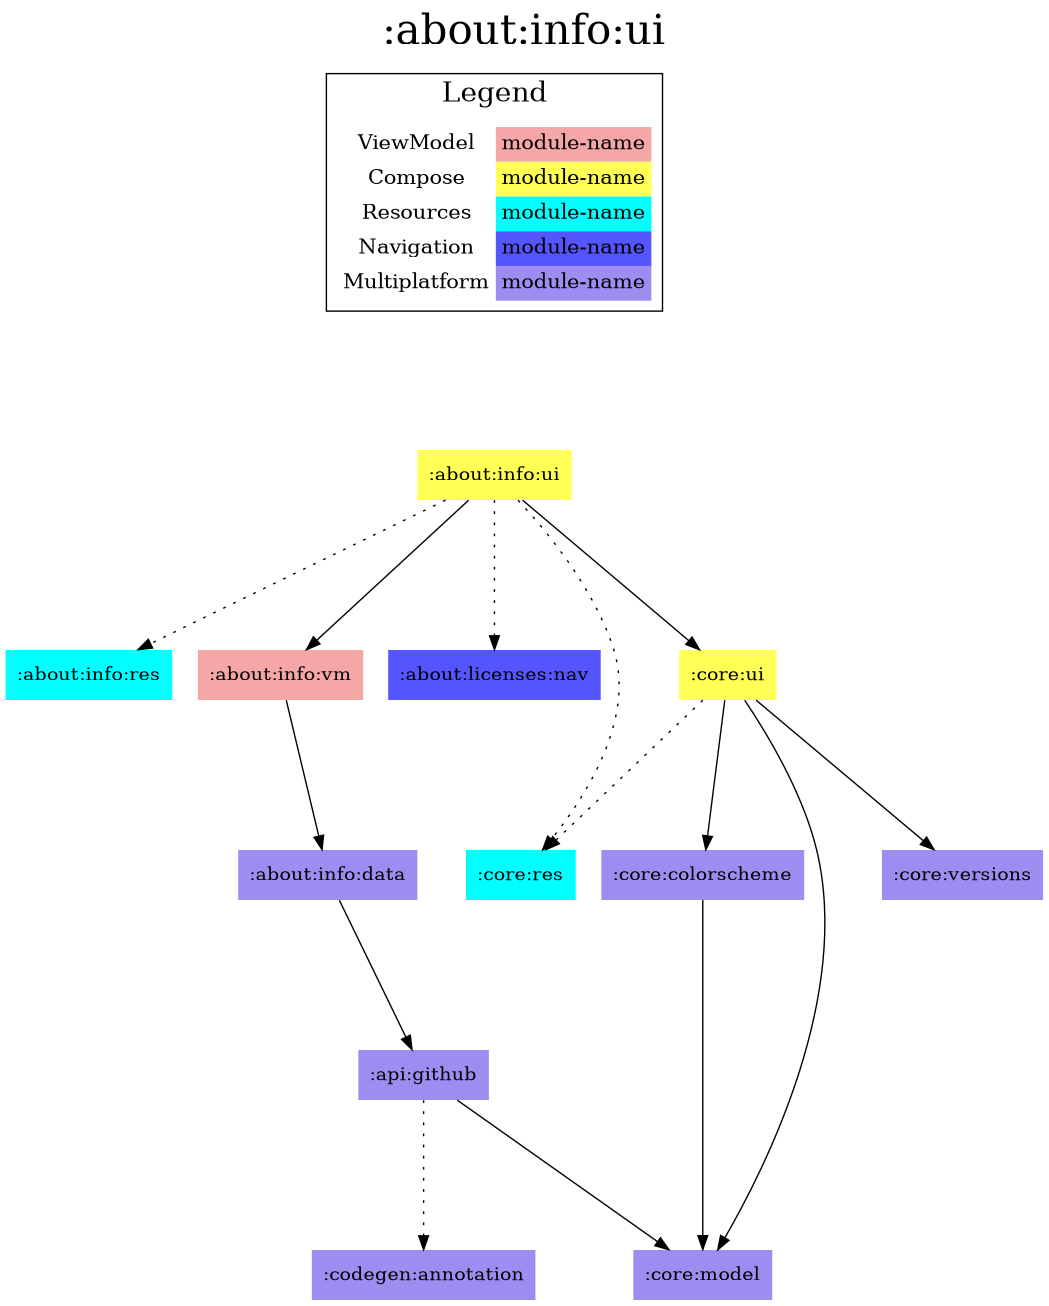 :about:info:ui
Legend
ViewModel module-name
Compose module-name
Resources module-name
Navigation module-name
Multiplatform module-name
:about:info:ui
:about:info:res
:about:info:vm
:about:licenses:nav
:core:ui
:about:info:data
:core:res
:core:colorscheme
:core:versions
:api:github
:codegen:annotation
:core:model